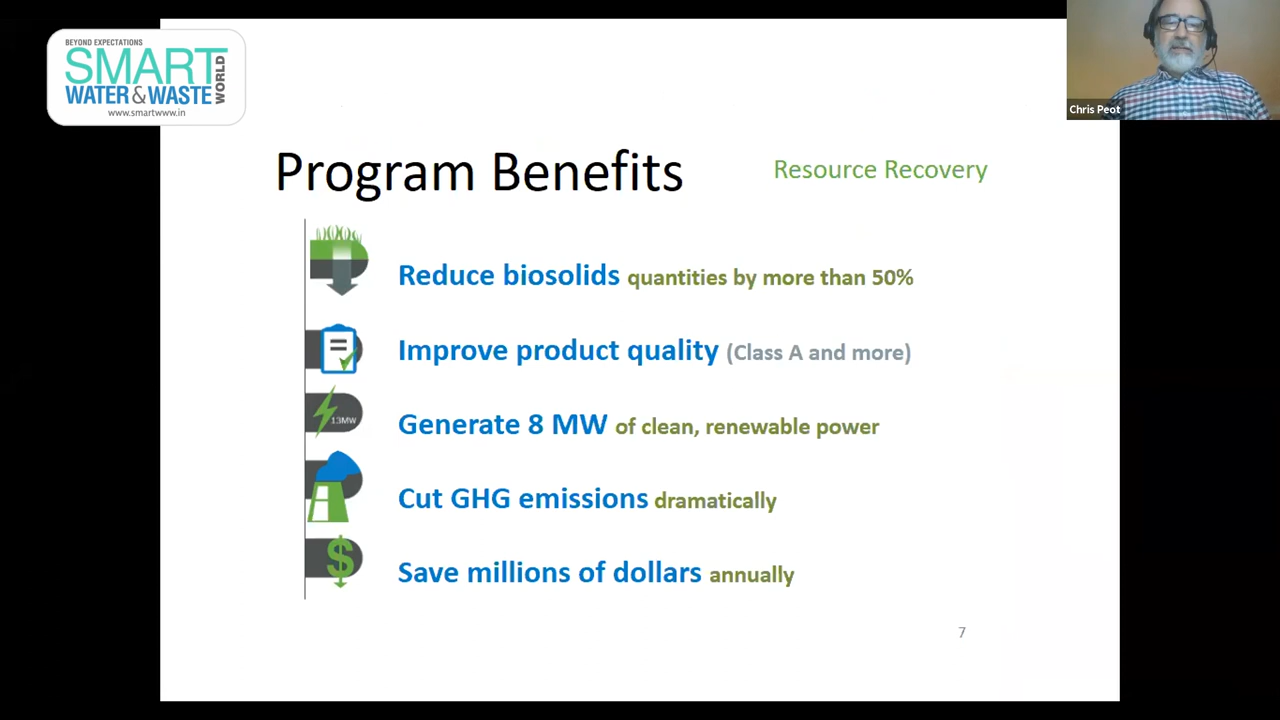 BEYOND EXPECTATIONS
SMART
WATER & WASTE
WORLD
www.smartwww.in
Chris Peot
Program Benefits
Resource Recovery
Reduce biosolids quantities by more than 50%
Improve product quality (Class A and more)
13MW
Generate 8 MW of clean, renewable power
Cut GHG emissions dramatically
$
Save millions of dollars annually
7